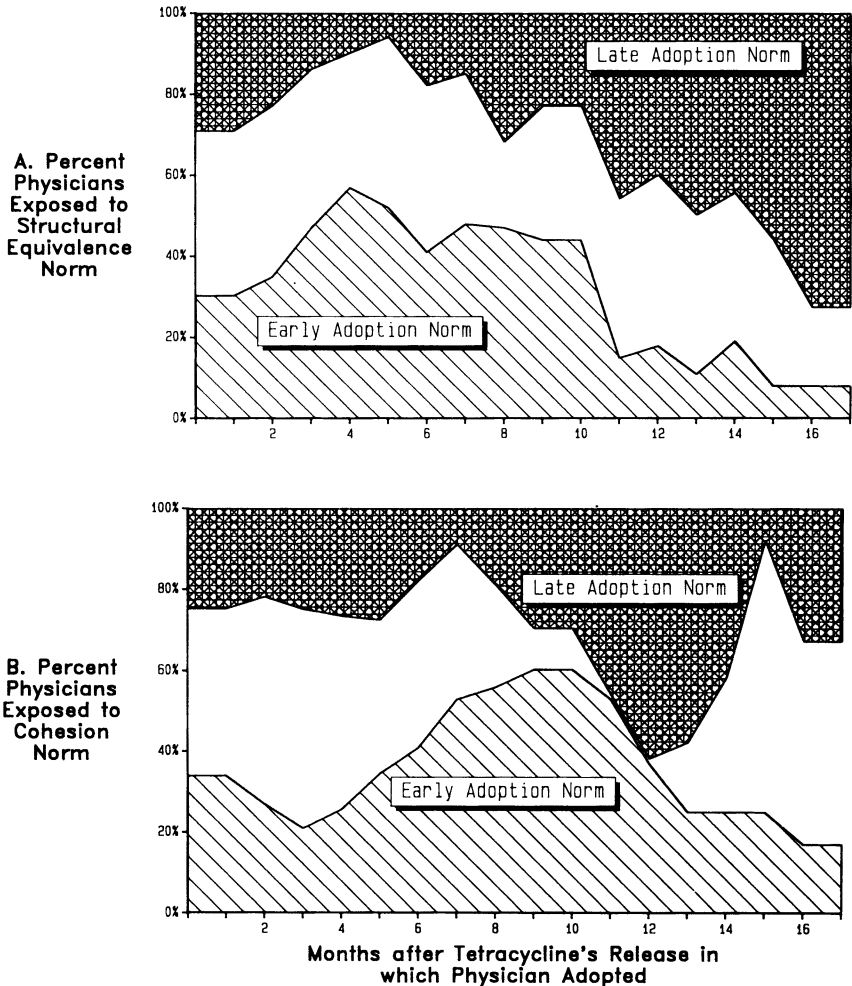 100%
80%
60%
40%
20%
0%
A. Percent
Physicians
Exposed to
Structural
Equivalence
Norm
Late Adoption Norm
Early Adoption Norm
2 4 6 8 10 12 14 16
100%
80%
60%
40%
20%
0%
B. Percent
Physicians
Exposed to
Cohesion
Norm
Late Adoption Norm
Early Adoption Norm
2 4 6 8 10 12 14 16
Months after Tetracycline's Release in
which Physician Adopted